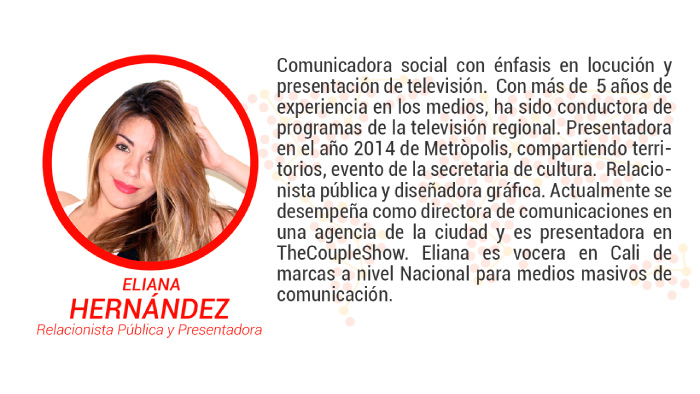 Comunicadora social con énfasis en locución y
presentación de televisión. Con más de 5 años de
experiencia en los medios, ha sido conductora de
programas de la televisión regional. Presentadora
en el año 2014 de Metròpolis, compartiendo terri-
torios, evento de la secretaria de cultura. Relacio-
nista pública y diseñadora gráfica. Actualmente se
desempeña como directora de comunicaciones en
una agencia de la ciudad y es presentadora en
TheCoupleShow. Eliana es vocera en Cali de
marcas a nivel Nacional para medios masivos de
comunicación.
ELIANA
HERNÁNDEZ
Relacionista Pública y Presentadora